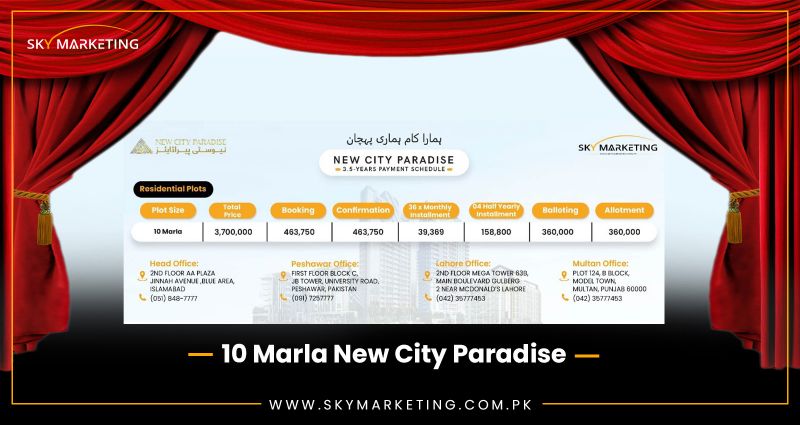 SKY MARKETING
NEW CITY PARADISE
نیو سٹی پیراڈائز
ہمارا کام ہماری پہچان
NEW CITY PARADISE
3.5-YEARS PAYMENT SCHEDULE
SKY MARKETING
Residential Plots
Plot Size Total Price Booking Confirmation 36 x Monthly Installment 04 Half Yearly Installment Balloting Allotment
10 Marla 3,700,000 463,750 463,750 39,369 158,800 360,000 360,000
Head Office:
2ND FLOOR AA PLAZA
JINNAH AVENUE ,BLUE AREA,
ISLAMABAD
(051) 848-7777
Peshawar Office:
FIRST FLOOR BLOCK C,
JB TOWER, UNIVERSITY ROAD,
PESHAWAR, PAKISTAN
(091) 7257777
Lahore Office:
2ND FLOOR MEGA TOWER 63B,
MAIN BOULEVARD GULBERG
2 NEAR MCDONALD'S LAHORE
(042) 35777453
Multan Office:
PLOT 124, B BLOCK,
MODEL TOWN,
MULTAN, PUNJAB 60000
(042) 35777453
10 Marla New City Paradise
WWW.SKYMARKETING.COM.PK